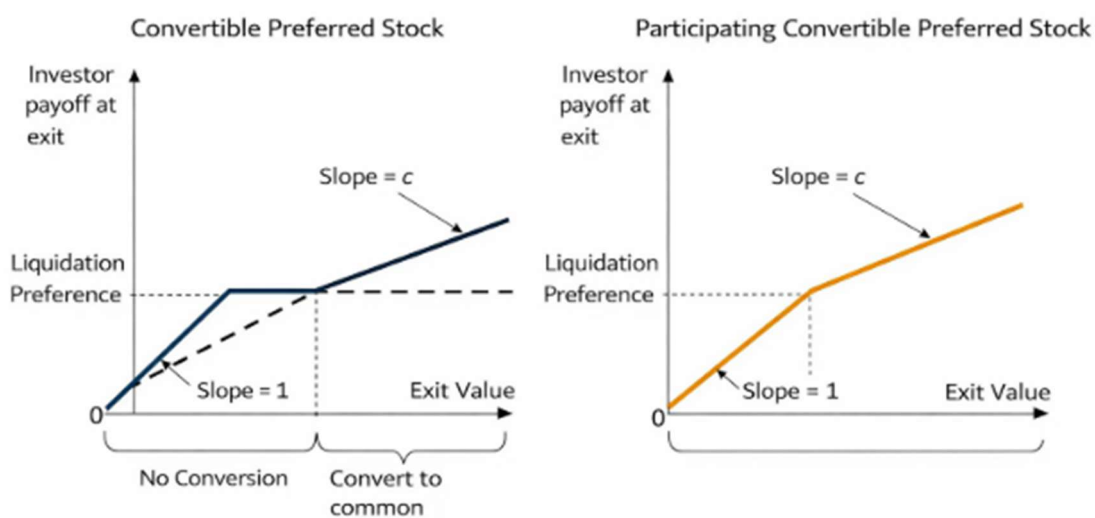 Convertible Preferred Stock
Investor
payoff at
exit
Slope = c
Liquidation
Preference
Slope = 1
Exit Value
0
No Conversion
Convert to
common
Participating Convertible Preferred Stock
Investor
payoff at
exit
Slope = c
Liquidation
Preference
Slope = 1
Exit Value
0